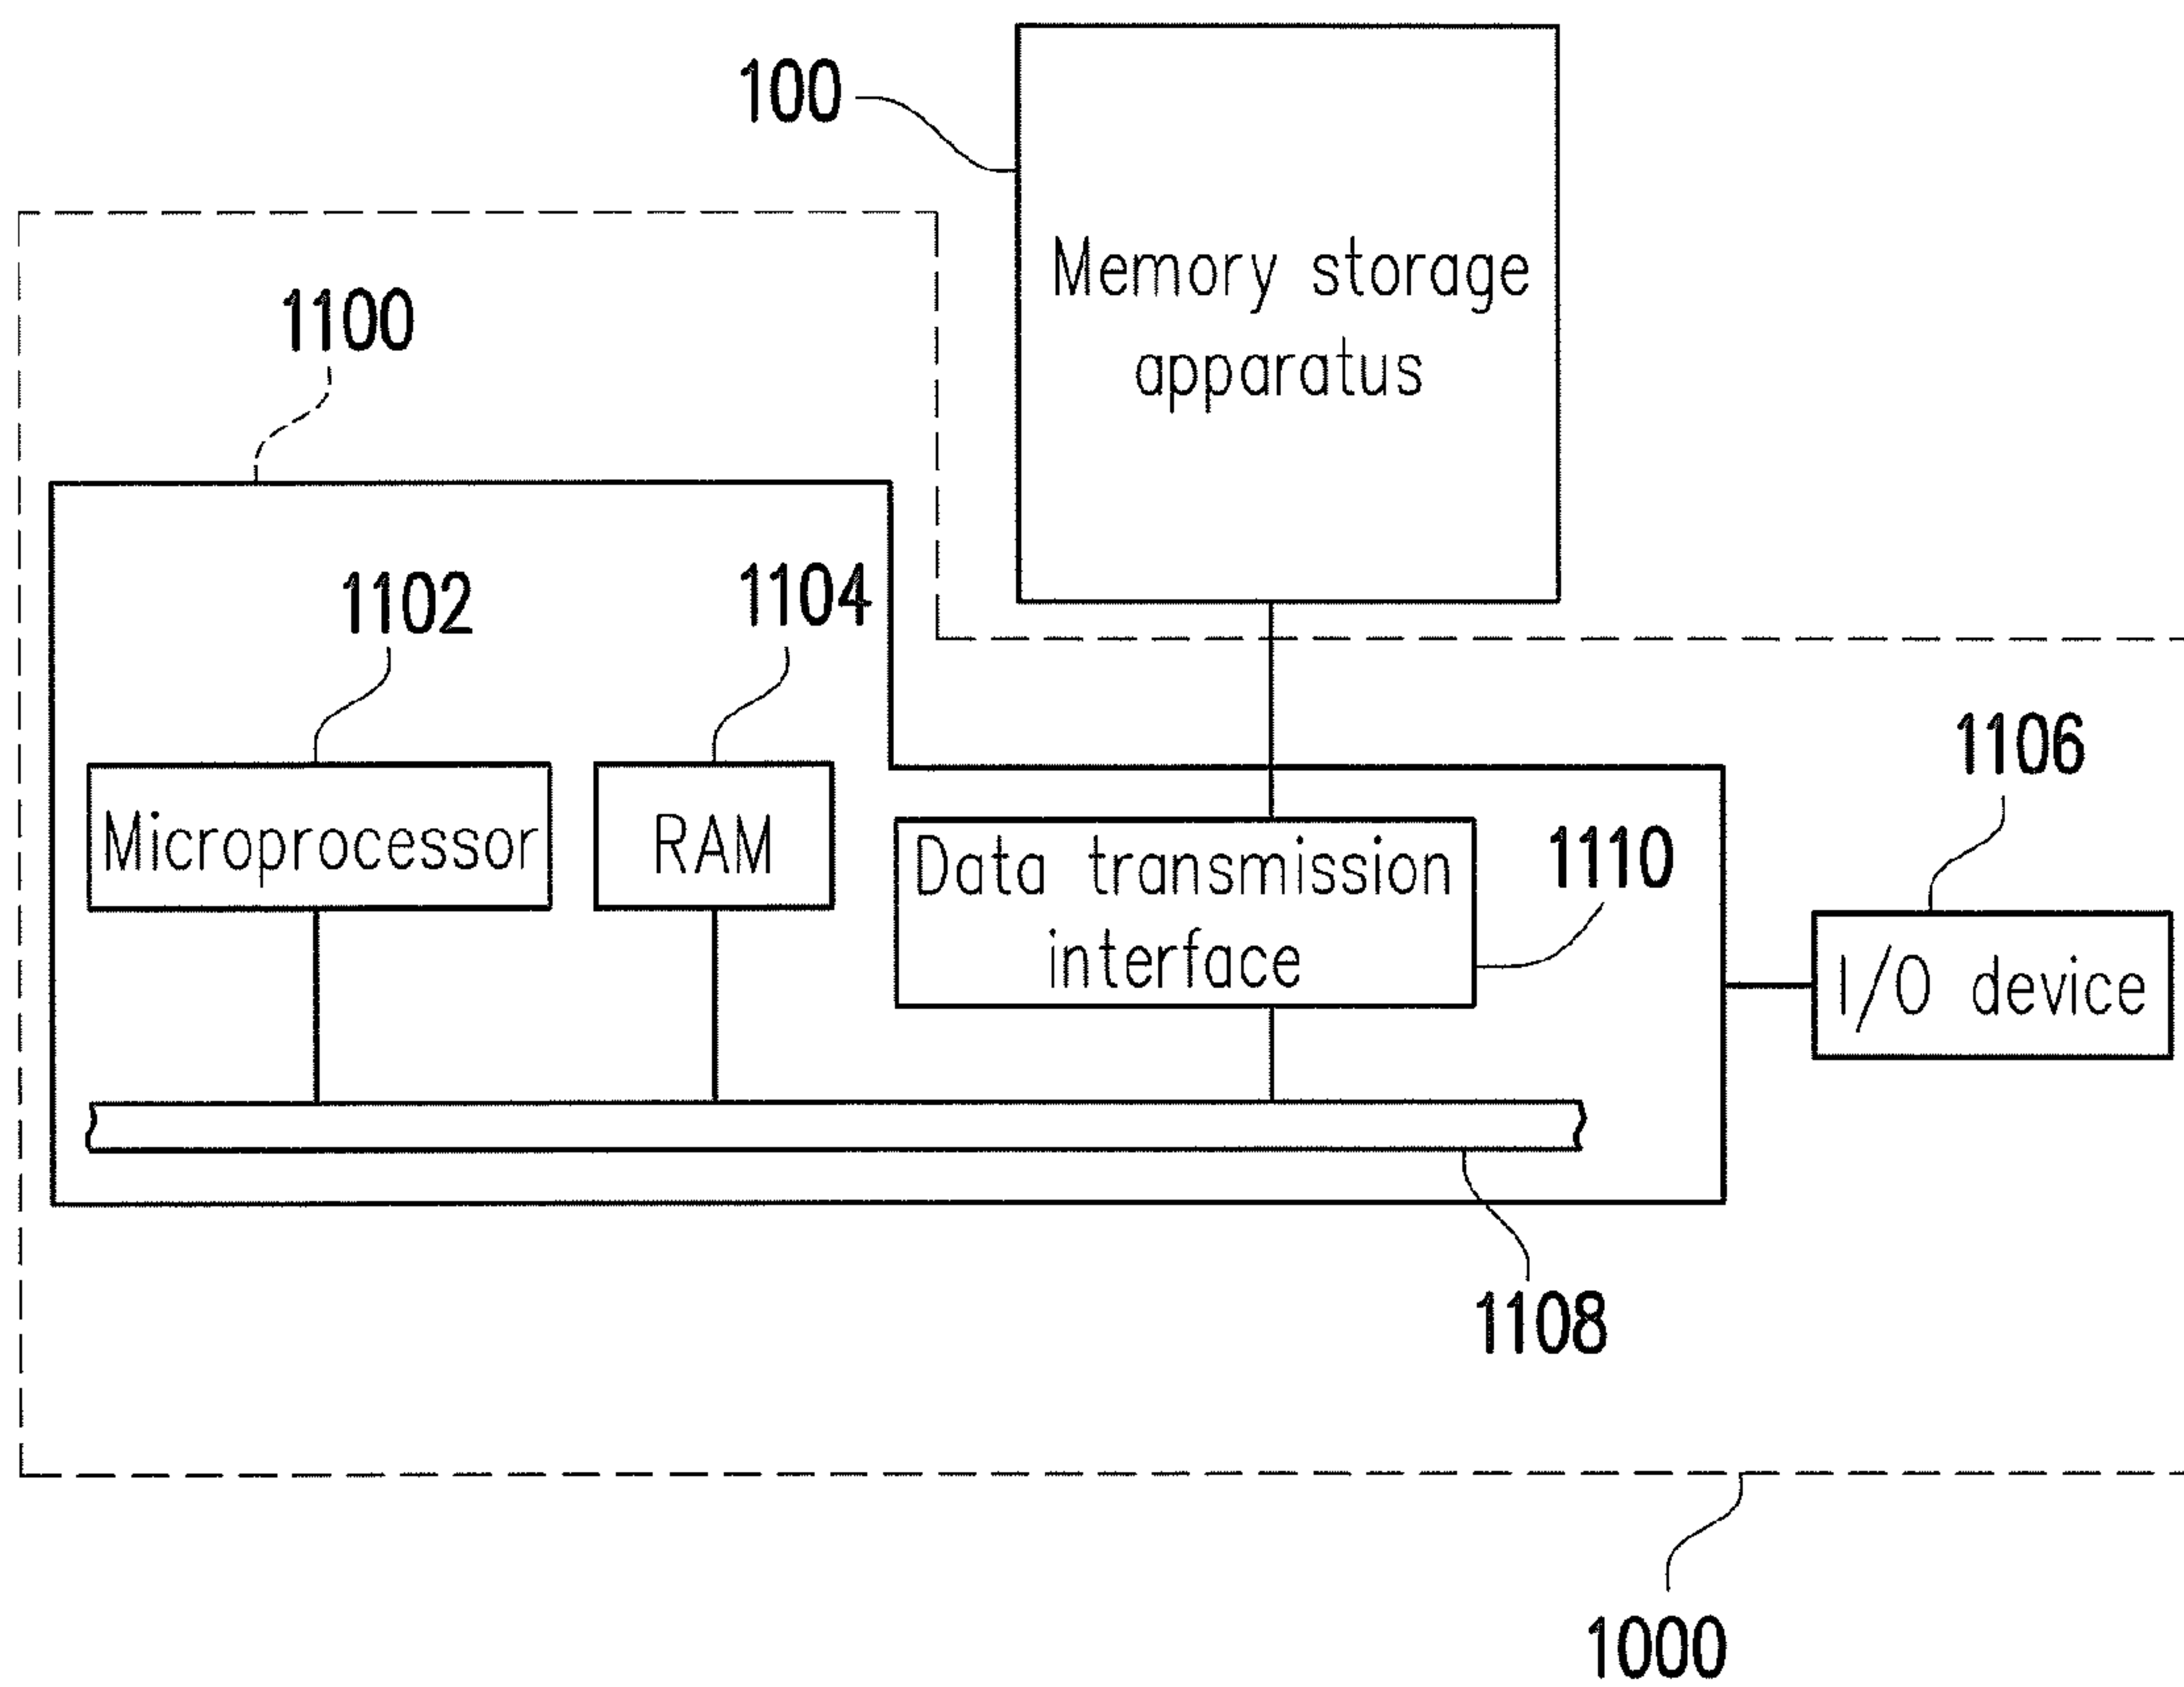 100
Memory storage
apparatus
1100
1102
1104
1106
Microprocessor
RAM
Data transmission
interface
1110
I/O device
1108
1000